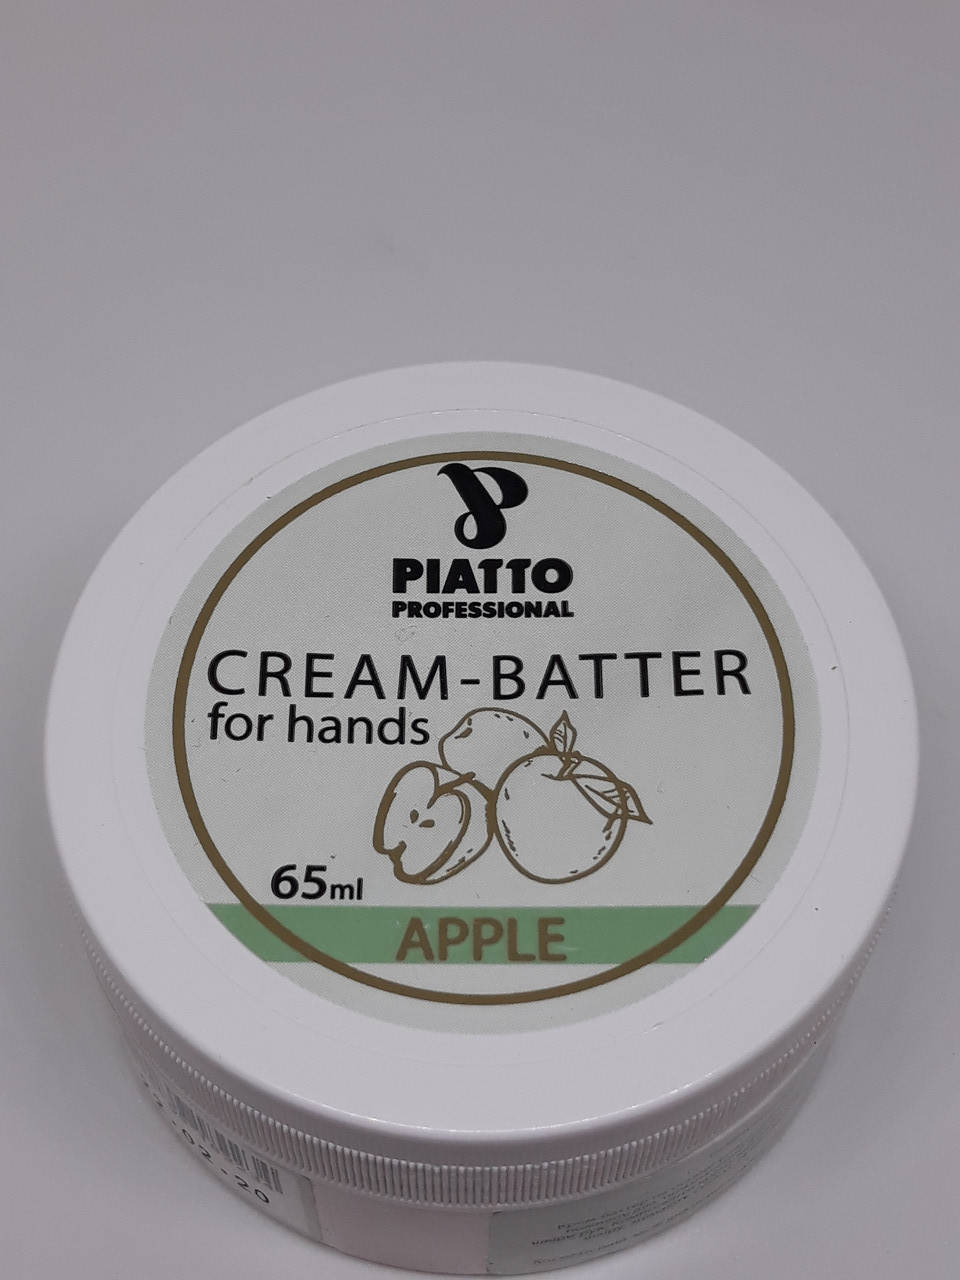 PIATTO
PROFESSIONAL
CREAM-BATTER
for hands
65ml
APPLE